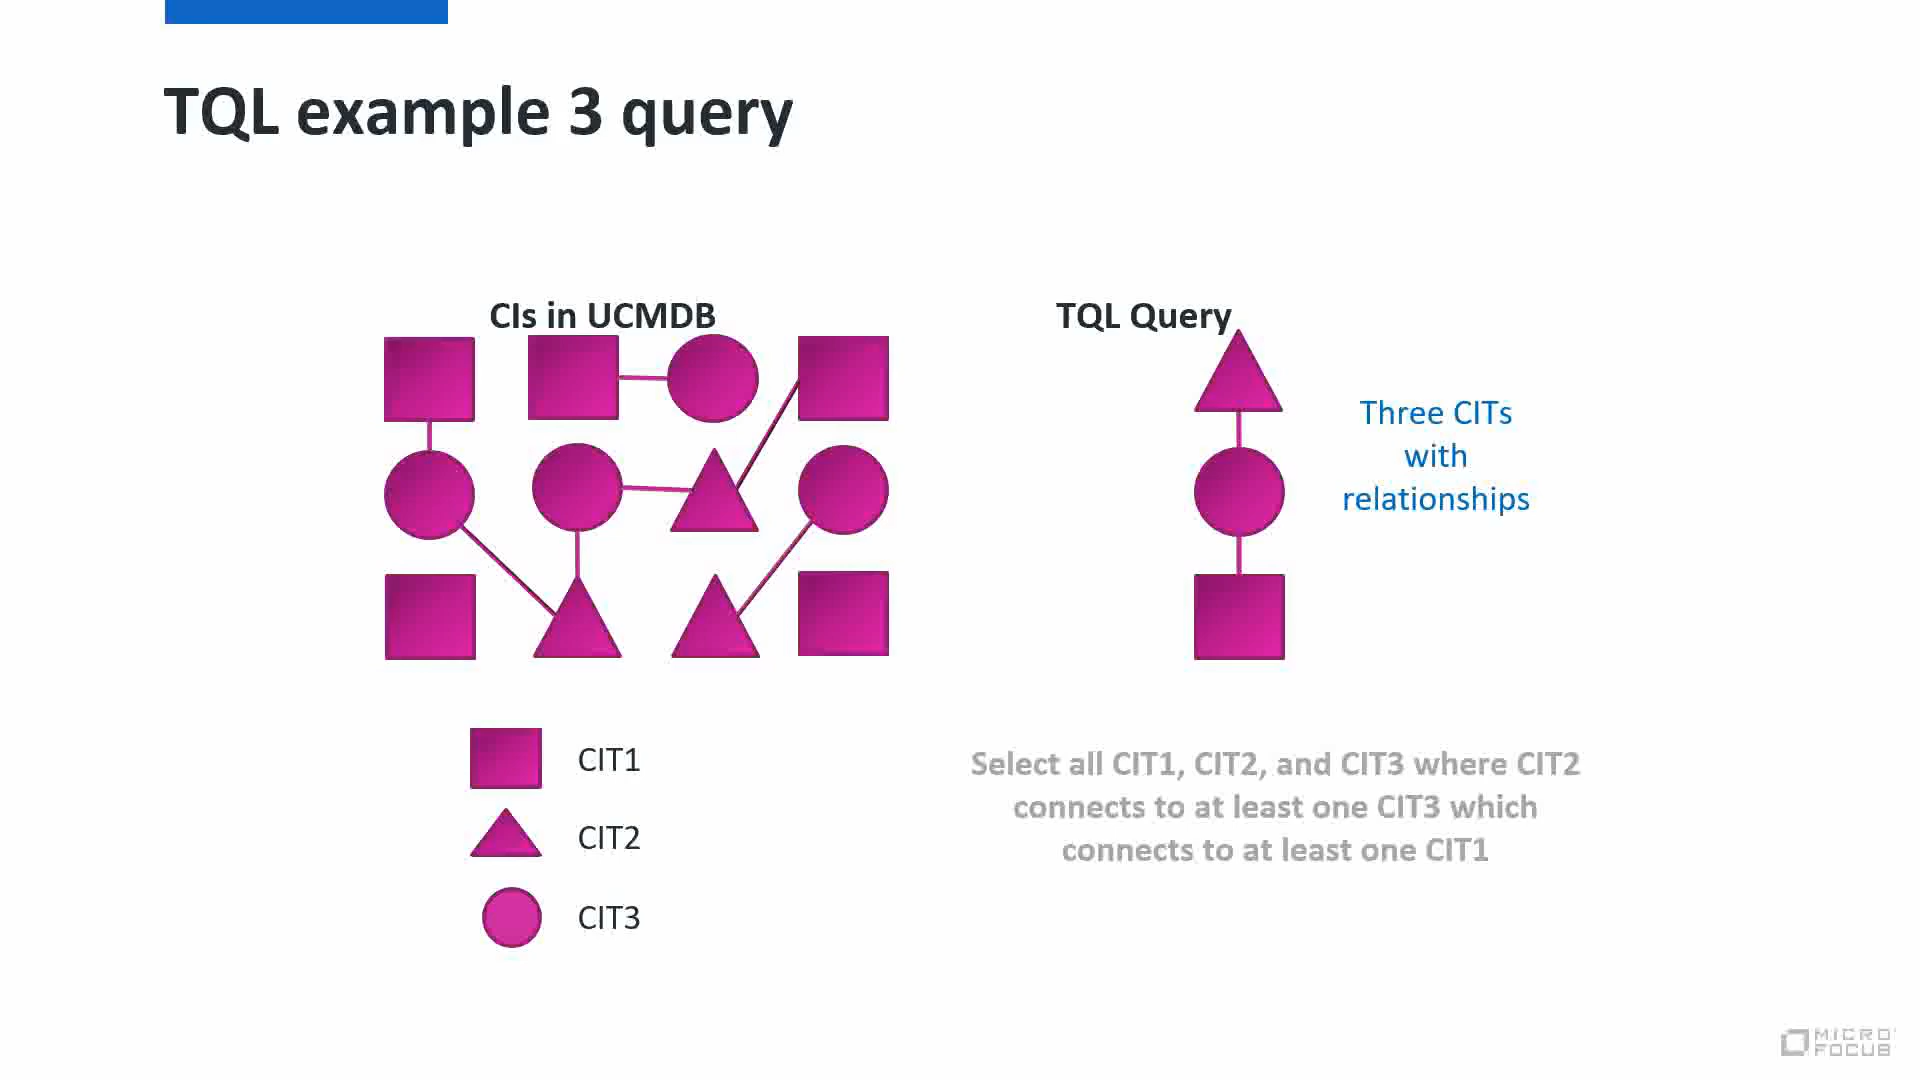 TQL example 3 query
CIs in UCMDB
TQL Query
Three CITs
with
relationships
CIT1
CIT2
CIT3
Select all CIT1, CIT2, and CIT3 where CIT2
connects to at least one CIT3 which
connects to at least one CIT1
MICRO
FOCUS